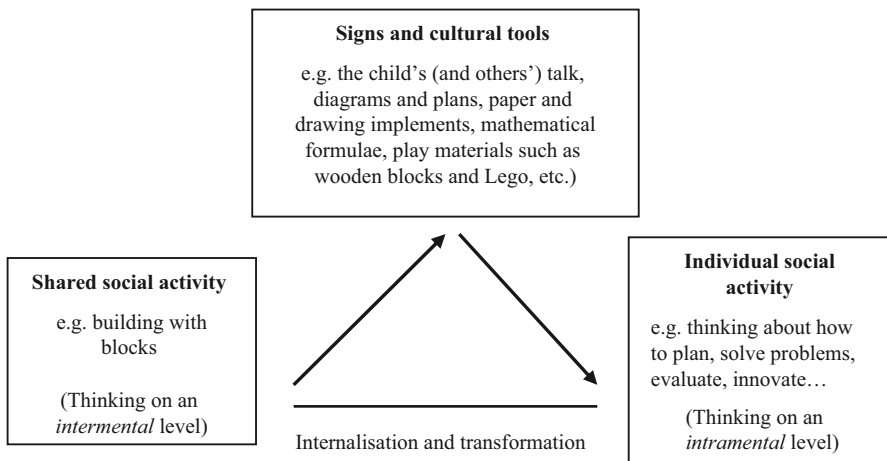 Signs and cultural tools
e.g. the child’s (and others’) talk,
diagrams and plans, paper and
drawing implements, mathematical
formulae, play materials such as
wooden blocks and Lego, etc.)
Shared social activity
e.g. building with
blocks
(Thinking on an
intermental level)
Individual social
activity
e.g. thinking about how
to plan, solve problems,
evaluate, innovate…
(Thinking on an
intramental level)
Internalisation and transformation